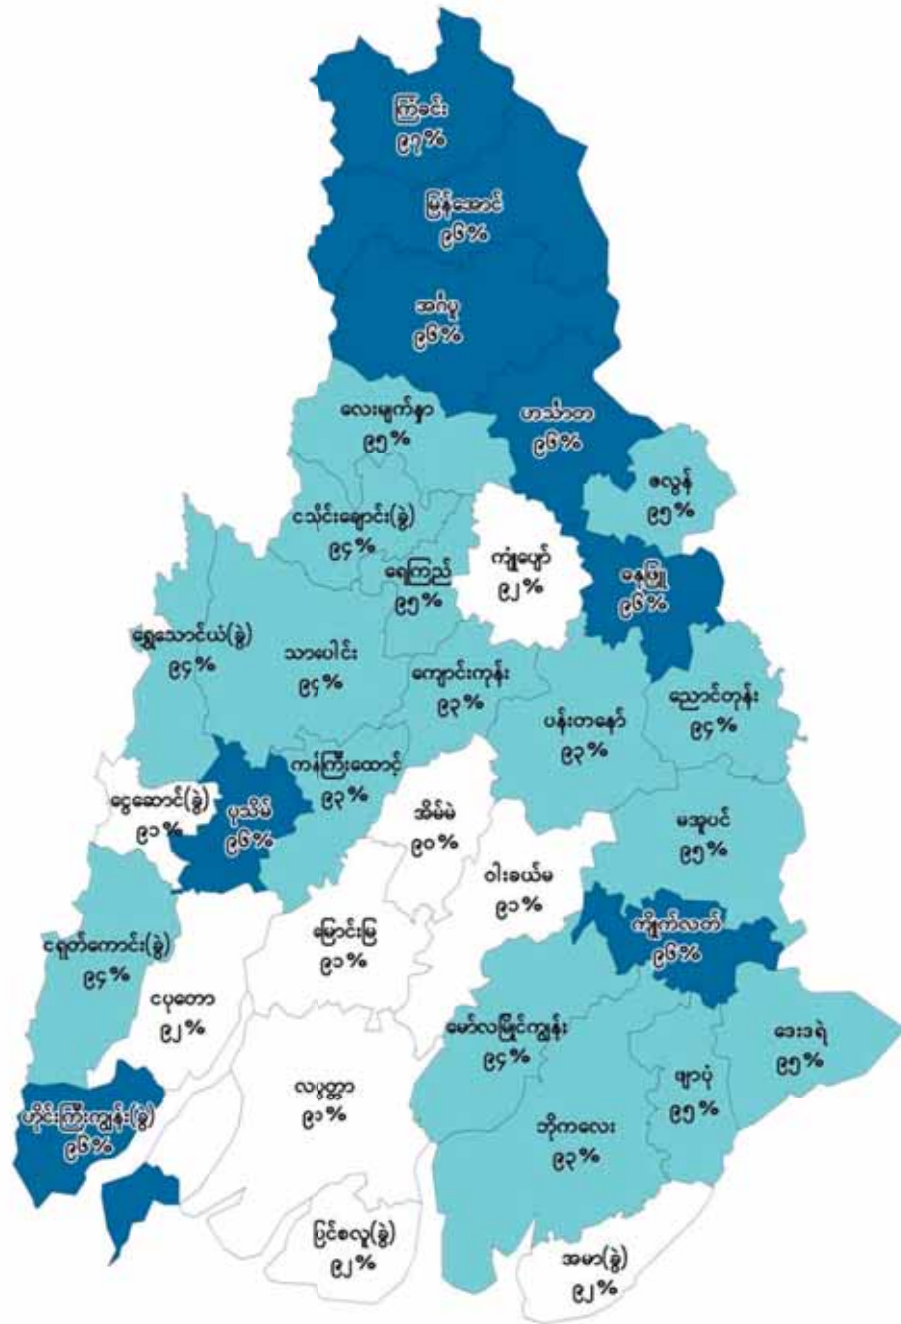 ကြံခင်း
၉၇%
မြန်အောင်
၉၆%
အင်္ဂပူ
၉၆%
လေးမျက်နှာ
၉၅%
ဟင်္သာတ
၉၆%
ဇလွန်
၉၅%
ငသိုင်းချောင်း(ခွဲ)
၉၄%
ရေကြည်
၉၅%
ကျုံပျော်
၉၂%
ဓနုဖြူ
၉၆%
ရွှေသောင်ယံ(ခွဲ)
၉၄%
သာပေါင်း
၉၄%
ကျောင်းကုန်း
၉၃%
ပန်းတနော်
၉၃%
ညောင်တုန်း
၉၄%
ငွေဆောင်(ခွဲ)
၉၁%
ပုသိမ်
၉၆%
ကန်ကြီးထောင့်
၉၃%
အိမ်မဲ
၉၀%
မအူပင်
၉၅%
ဝါးခယ်မ
၉၁%
ငရုတ်ကောင်း(ခွဲ)
၉၄%
ငပုတော
၉၂%
မြောင်းမြ
၉၁%
ကျိုက်လတ်
၉၆%
မော်လမြိုင်ကျွန်း
၉၄%
ဒေးဒရဲ
၉၅%
ဖျာပုံ
၉၅%
ဟိုင်းကြီးကျွန်း(ခွဲ)
၉၆%
လပွတ္တာ
၉၁%
ဘိုကလေး
၉၃%
ပြင်စလူ(ခွဲ)
၉၂%
အမာ(ခွဲ)
၉၂%